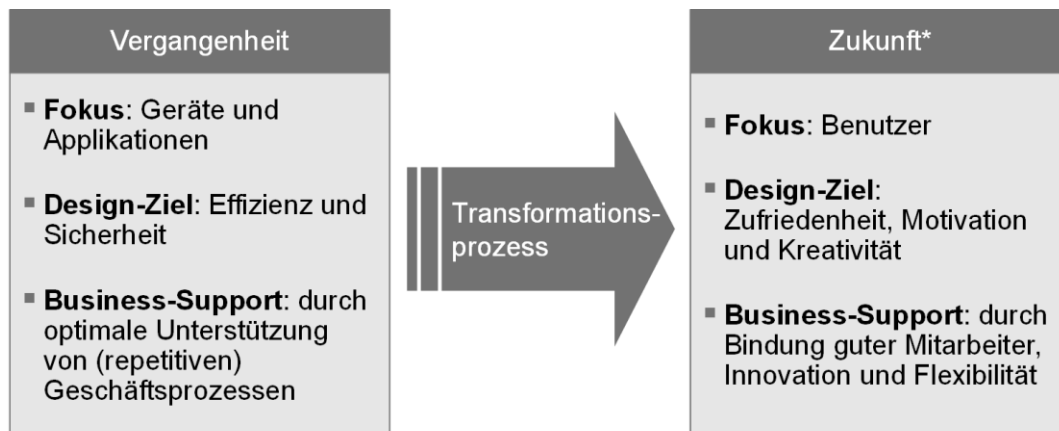 Vergangenheit
▪ Fokus: Geräte und
Applikationen
▪ Design-Ziel: Effizienz und
Sicherheit
▪ Business-Support: durch
optimale Unterstützung
von (repetitiven)
Geschäftsprozessen
Transformations-
prozess
Zukunft*
▪ Fokus: Benutzer
▪ Design-Ziel:
Zufriedenheit, Motivation
und Kreativität
▪ Business-Support: durch
Bindung guter Mitarbeiter,
Innovation und Flexibilität